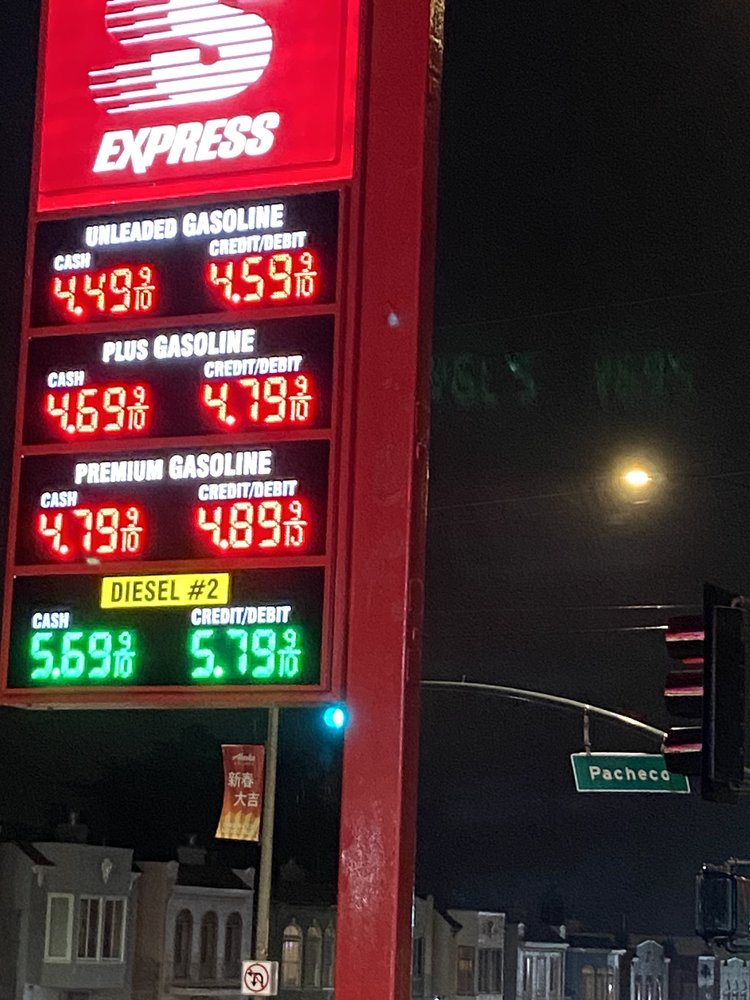 S
EXPRESS
UNLEADED GASOLINE
CASH CREDIT/DEBIT
4.49 9/10 4.59 9/10
PLUS GASOLINE
CASH CREDIT/DEBIT
4.69 9/10 4.79 9/10
PREMIUM GASOLINE
CASH CREDIT/DEBIT
4.79 9/10 4.89 9/10
DIESEL #2
CASH CREDIT/DEBIT
5.69 9/10 5.79 9/10
Alaska
新春
大吉
Pacheco